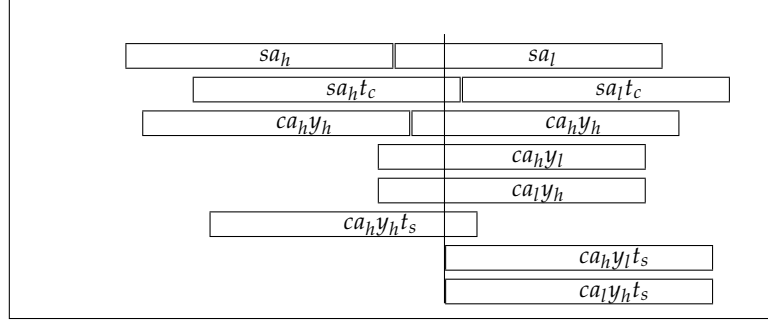 sa_h sa_l
sa_ht_c sa_lt_c
ca_hy_h ca_hy_h
ca_hy_l
ca_ly_h
ca_hy_ht_s
ca_hy_lt_s
ca_ly_ht_s